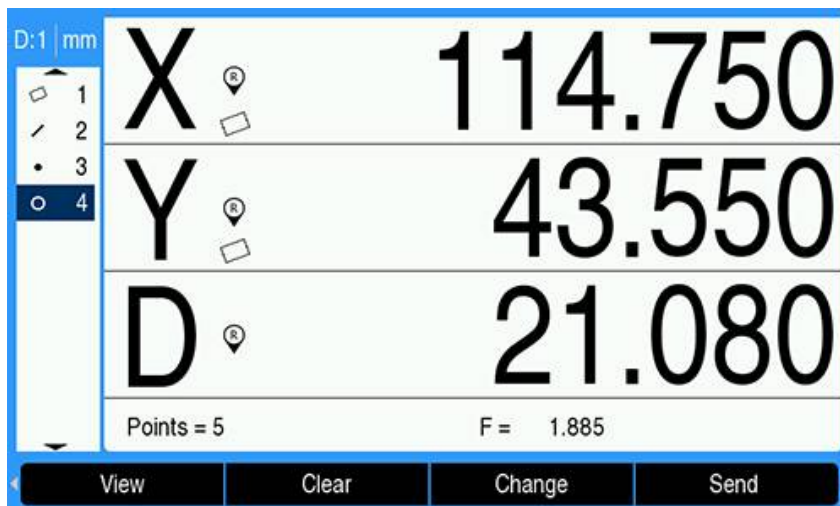 D:1 mm
1
2
3
4
X R 114.750
Y R 43.550
D R 21.080
Points = 5 F = 1.885
View Clear Change Send